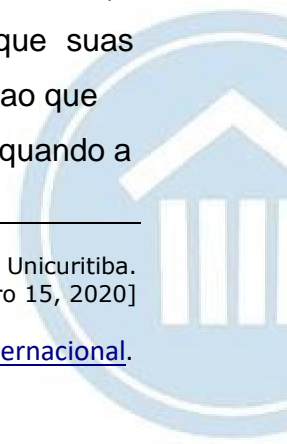 que suas
ao que
quando a
Unicuritiba.
ro 15, 2020]
ernacional.